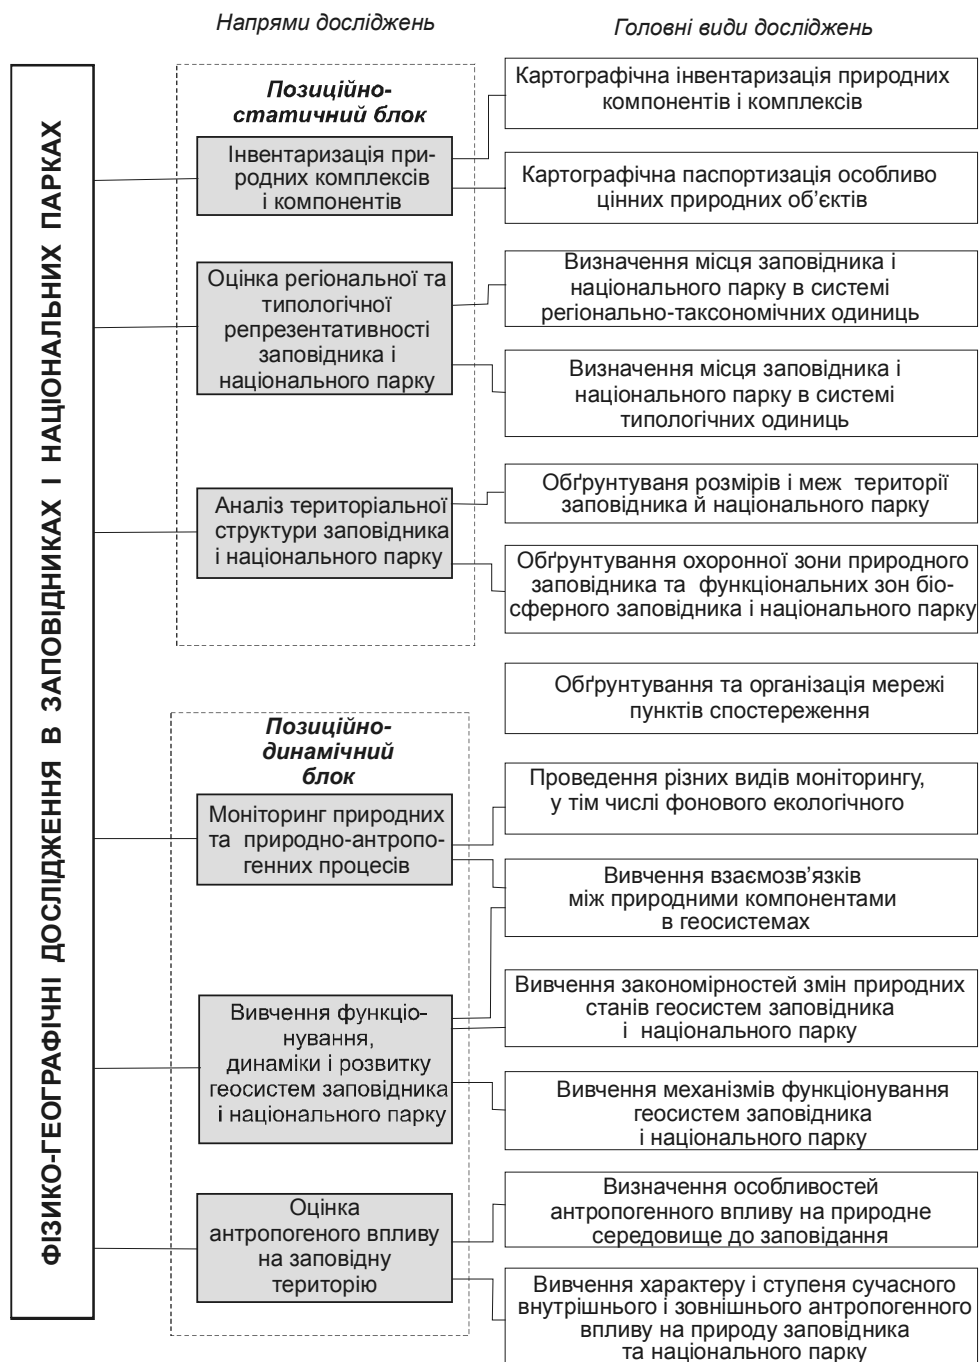 Напрями досліджень
Головні види досліджень
ФІЗИКО-ГЕОГРАФІЧНІ ДОСЛІДЖЕННЯ В ЗАПОВІДНИКАХ І НАЦІОНАЛЬНИХ ПАРКАХ
Позиційно-
статичний блок
Інвентаризація при-
родних комплексів
і компонентів
Картографічна інвентаризація природних
компонентів і комплексів
Картографічна паспортизація особливо
цінних природних об’єктів
Оцінка регіональної та
типологічної
репрезентативності
заповідника і
національного парку
Визначення місця заповідника і
національного парку в системі
регіонально-таксономічних одиниць
Визначення місця заповідника і
національного парку в системі
типологічних одиниць
Аналіз територіальної
структури заповідника
і національного парку
Обґрунтуваня розмірів і меж території
заповідника й національного парку
Обґрунтування охоронної зони природного
заповідника та функціональних зон біо-
сферного заповідника і національного парку
Обґрунтування та організація мережі
пунктів спостереження
Позиційно-
динамічний
блок
Моніторинг природних
та природно-антропо-
генних процесів
Проведення різних видів моніторингу,
у тім числі фонового екологічного
Вивчення взаємозв’язків
між природними компонентами
в геосистемах
Вивчення функціо-
нування,
динаміки і розвитку
геосистем заповідника
і національного парку
Вивчення закономірностей змін природних
станів геосистем заповідника
і національного парку
Вивчення механізмів функціонування
геосистем заповідника
і національного парку
Оцінка
антропогеного впливу
на заповідну
територію
Визначення особливостей
антропогенного впливу на природне
середовище до заповідання
Вивчення характеру і ступеня сучасного
внутрішнього і зовнішнього антропогенного
впливу на природу заповідника
та національного парку